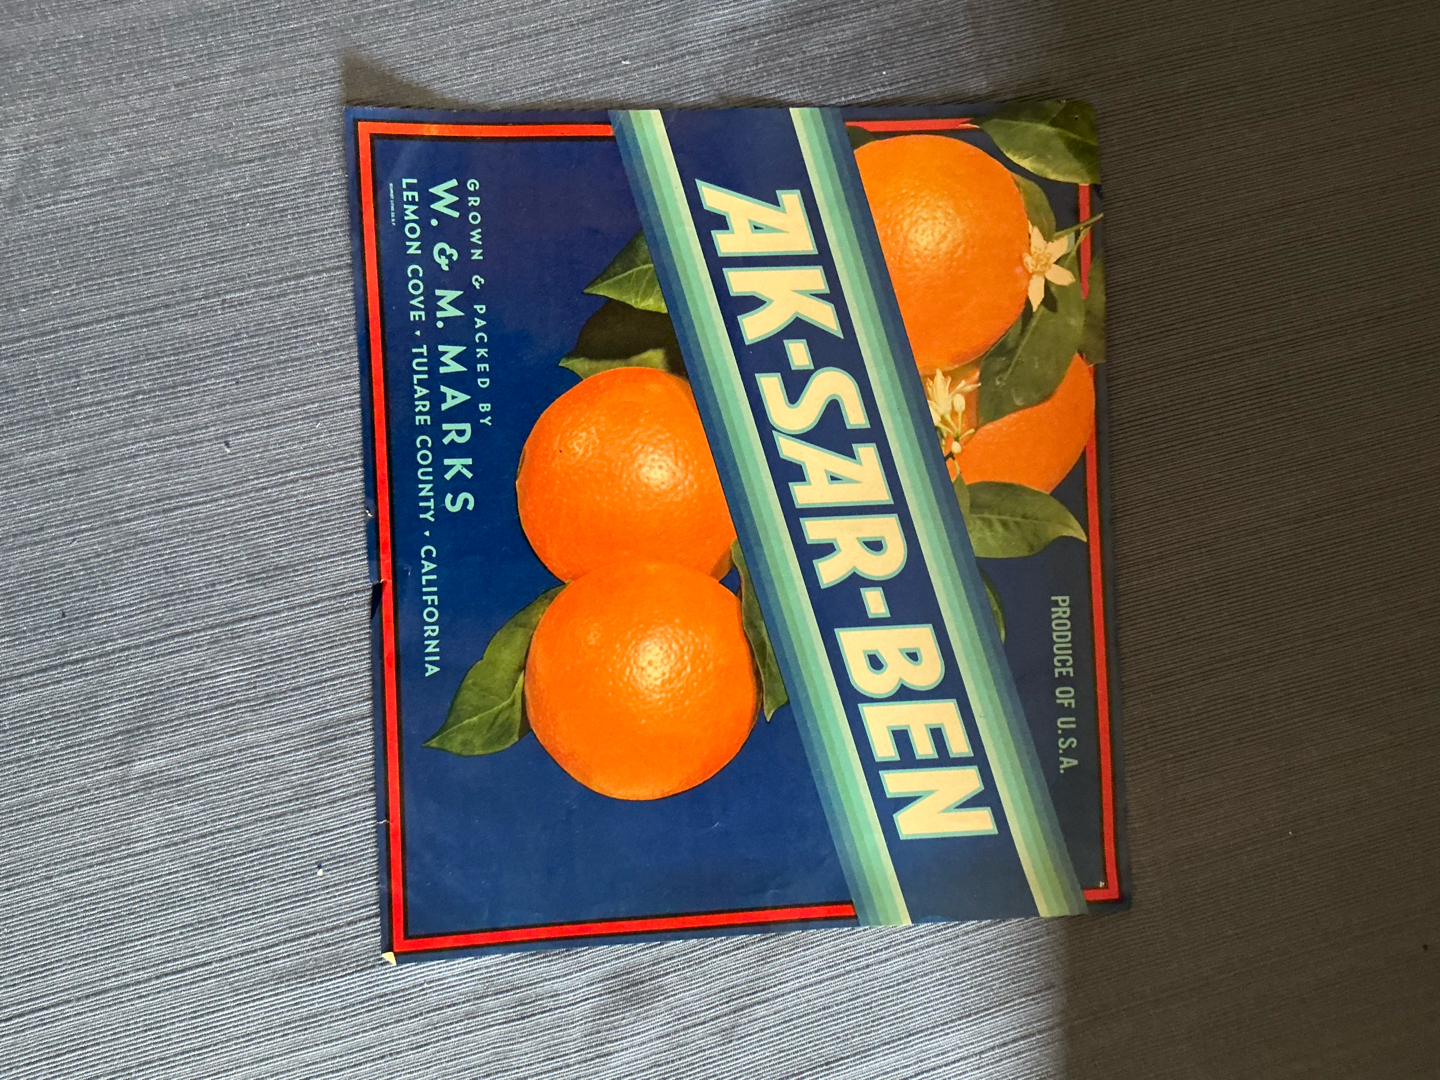 PRODUCE OF U.S.A.
AK-SAR-BEN
GROWN & PACKED BY
W. & M. MARKS
LEMON COVE • TULARE COUNTY • CALIFORNIA